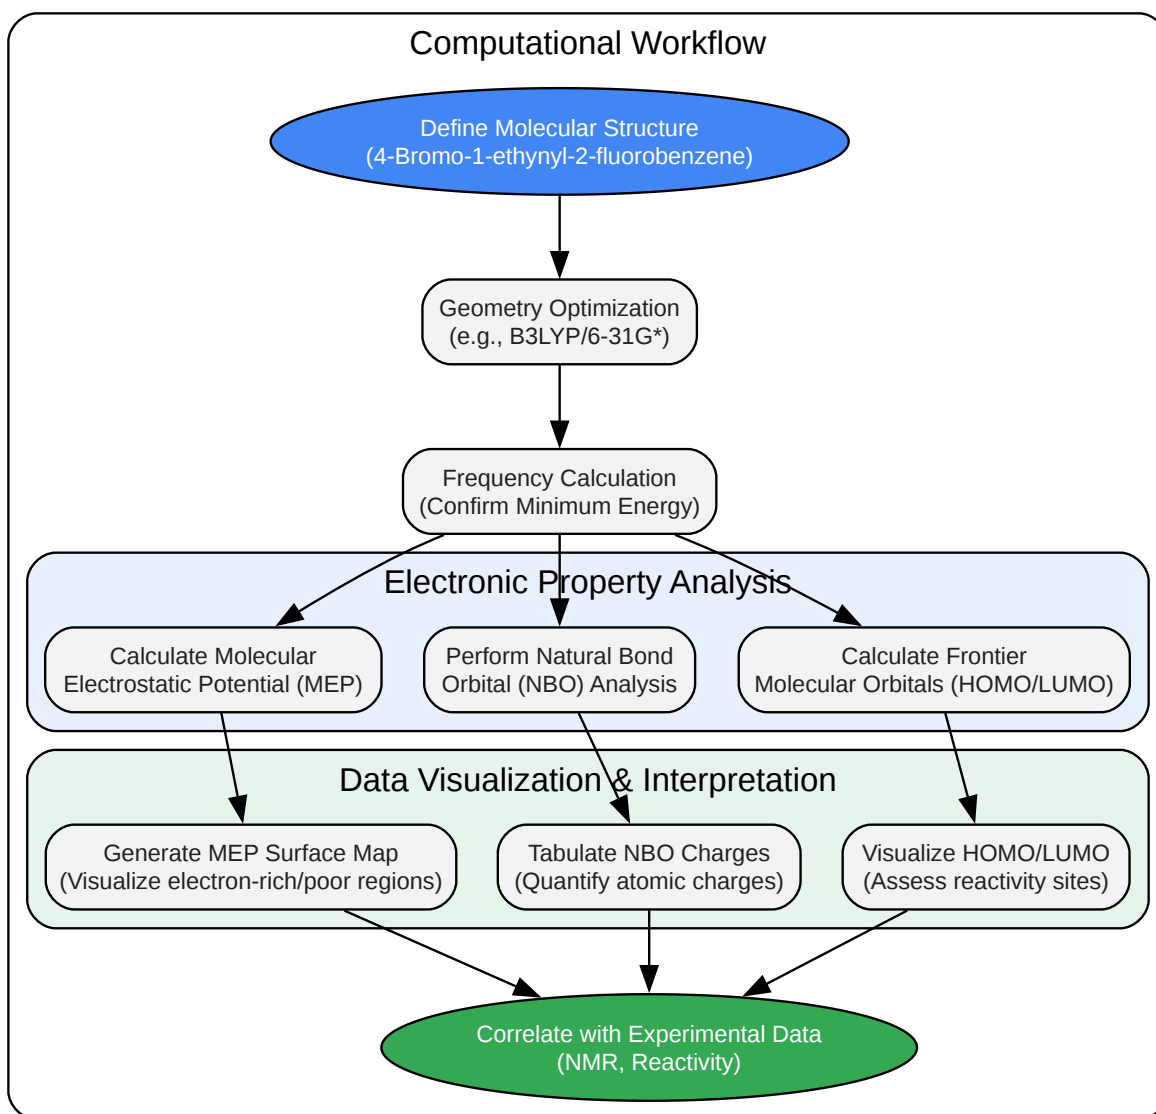 Computational Workflow
Define Molecular Structure
(4-Bromo-1-ethynyl-2-fluorobenzene)
Geometry Optimization
(e.g., B3LYP/6-31G*)
Frequency Calculation
(Confirm Minimum Energy)
Electronic Property Analysis
Calculate Molecular
Electrostatic Potential (MEP)
Perform Natural Bond
Orbital (NBO) Analysis
Calculate Frontier
Molecular Orbitals (HOMO/LUMO)
Data Visualization & Interpretation
Generate MEP Surface Map
(Visualize electron-rich/poor regions)
Tabulate NBO Charges
(Quantify atomic charges)
Visualize HOMO/LUMO
(Assess reactivity sites)
Correlate with Experimental Data
(NMR, Reactivity)